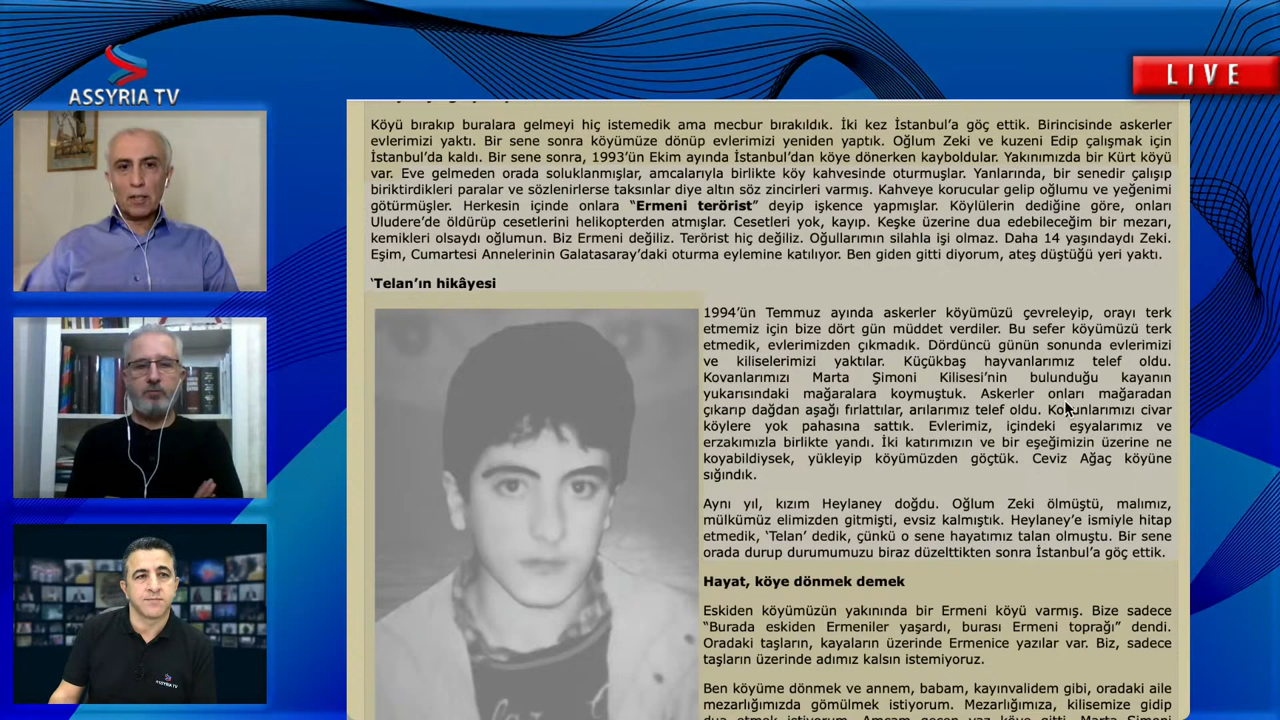 ASSYRIA TV
LIVE
Köyü bırakıp buralara gelmeyi hiç istemedik ama mecbur bırakıldık. İki kez İstanbul’a göç ettik. Birincisinde askerler
evlerimizi yaktı. Bir sene sonra köyümüze dönüp evlerimizi yeniden yaptık. Oğlum Zeki ve kuzeni Edip çalışmak için
İstanbul’da kaldı. Bir sene sonra, 1993’ün Ekim ayında İstanbul’dan köye dönerken kayboldular. Yakınımızda bir Kürt köyü
var. Eve gelmeden orada soluklanmışlar, amcalarıyla birlikte köy kahvesinde oturmuşlar. Yanlarında, bir senedir çalışıp
biriktirdikleri paralar ve sözlenirlerse taksınlar diye altın söz zincirleri varmış. Kahveye korucular gelip oğlumu ve yeğenimi
götürmüşler. Herkesin içinde onlara “Ermeni terörist” deyip işkence yapmışlar. Köylülerin dediğine göre, onları
Uludere’de öldürüp cesetlerini helikopterden atmışlar. Cesetleri yok, kayıp. Keşke üzerine dua edebileceğim bir mezarı,
kemikleri olsaydı oğlumun. Biz Ermeni değiliz. Terörist hiç değiliz. Oğullarımın silahla işi olmaz. Daha 14 yaşındaydı Zeki.
Eşim, Cumartesi Annelerinin Galatasaray’daki oturma eylemine katılıyor. Ben giden gitti diyorum, ateş düştüğü yeri yaktı.
‘Telan’ın hikâyesi
1994’ün Temmuz ayında askerler köyümüzü çevreleyip, orayı terk
etmemiz için bize dört gün müddet verdiler. Bu sefer köyümüzü terk
etmedik, evlerimizden çıkmadık. Dördüncü günün sonunda evlerimizi
ve kiliselerimizi yaktılar. Küçükbaş hayvanlarımız telef oldu.
Kovanlarımızı Marta Şimoni Kilisesi’nin bulunduğu kayanın
yukarısındaki mağaralara koymuştuk. Askerler onları mağaradan
çıkarıp dağdan aşağı fırlattılar, arılarımız telef oldu. civar
köylere yok pahasına sattık. Evlerimiz, içindeki eşyalarımız ve
erzakımızla birlikte yandı. İki katırımızın ve bir eşeğimizin üzerine ne
koyabildiysek, yükleyip köyümüzden göçtük. Ceviz Ağaç köyüne
sığındık.
Aynı yıl, kızım Heylaney doğdu. Oğlum Zeki ölmüştü, malımız,
mülkümüz elimizden gitmişti, evsiz kalmıştık. Heylaney’e ismiyle hitap
etmedik, ‘Telan’ dedik, çünkü o sene hayatımız talan olmuştu. Bir sene
orada durup durumumuzu biraz düzelttikten sonra İstanbul’a göç ettik.
Hayat, köye dönmek demek
Eskiden köyümüzün yakınında bir Ermeni köyü varmış. Bize sadece
“Burada eskiden Ermeniler yaşardı, burası Ermeni toprağı” dendi.
Oradaki taşların, kayaların üzerinde Ermenice yazılar var. Biz, sadece
taşların üzerinde adımız kalsın istemiyoruz.
Ben köyüme dönmek ve annem, babam, kayınvalidem gibi, oradaki aile
mezarlığımızda gömülmek istiyorum. Mezarlığımıza, kilisemize gidip
ASSYRIA TV